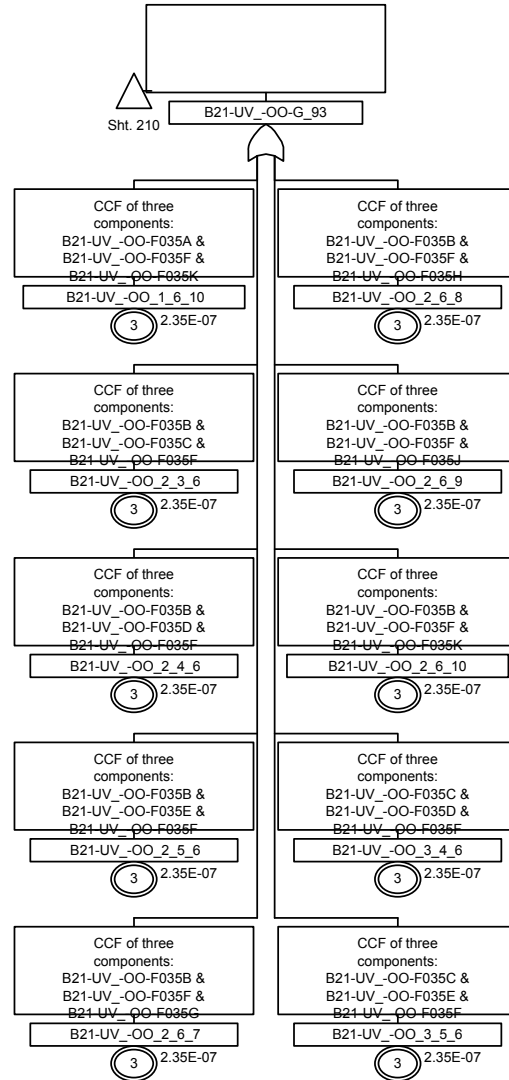 B21-UV_-OO-G_93
Sht. 210
CCF of three
components:
B21-UV_-OO-F035A &
B21-UV_-OO-F035F &
B21-UV_-OO-F035K
B21-UV_-OO_1_6_10
3
2.35E-07
CCF of three
components:
B21-UV_-OO-F035B &
B21-UV_-OO-F035F &
B21-UV_-OO-F035H
B21-UV_-OO_2_6_8
3
2.35E-07
CCF of three
components:
B21-UV_-OO-F035B &
B21-UV_-OO-F035C &
B21-UV_-OO-F035F
B21-UV_-OO_2_3_6
3
2.35E-07
CCF of three
components:
B21-UV_-OO-F035B &
B21-UV_-OO-F035F &
B21-UV_-OO-F035J
B21-UV_-OO_2_6_9
3
2.35E-07
CCF of three
components:
B21-UV_-OO-F035B &
B21-UV_-OO-F035D &
B21-UV_-OO-F035F
B21-UV_-OO_2_4_6
3
2.35E-07
CCF of three
components:
B21-UV_-OO-F035B &
B21-UV_-OO-F035F &
B21-UV_-OO-F035K
B21-UV_-OO_2_6_10
3
2.35E-07
CCF of three
components:
B21-UV_-OO-F035B &
B21-UV_-OO-F035E &
B21-UV_-OO-F035F
B21-UV_-OO_2_5_6
3
2.35E-07
CCF of three
components:
B21-UV_-OO-F035C &
B21-UV_-OO-F035D &
B21-UV_-OO-F035F
B21-UV_-OO_3_4_6
3
2.35E-07
CCF of three
components:
B21-UV_-OO-F035B &
B21-UV_-OO-F035F &
B21-UV_-OO-F035G
B21-UV_-OO_2_6_7
3
2.35E-07
CCF of three
components:
B21-UV_-OO-F035C &
B21-UV_-OO-F035E &
B21-UV_-OO-F035F
B21-UV_-OO_3_5_6
3
2.35E-07